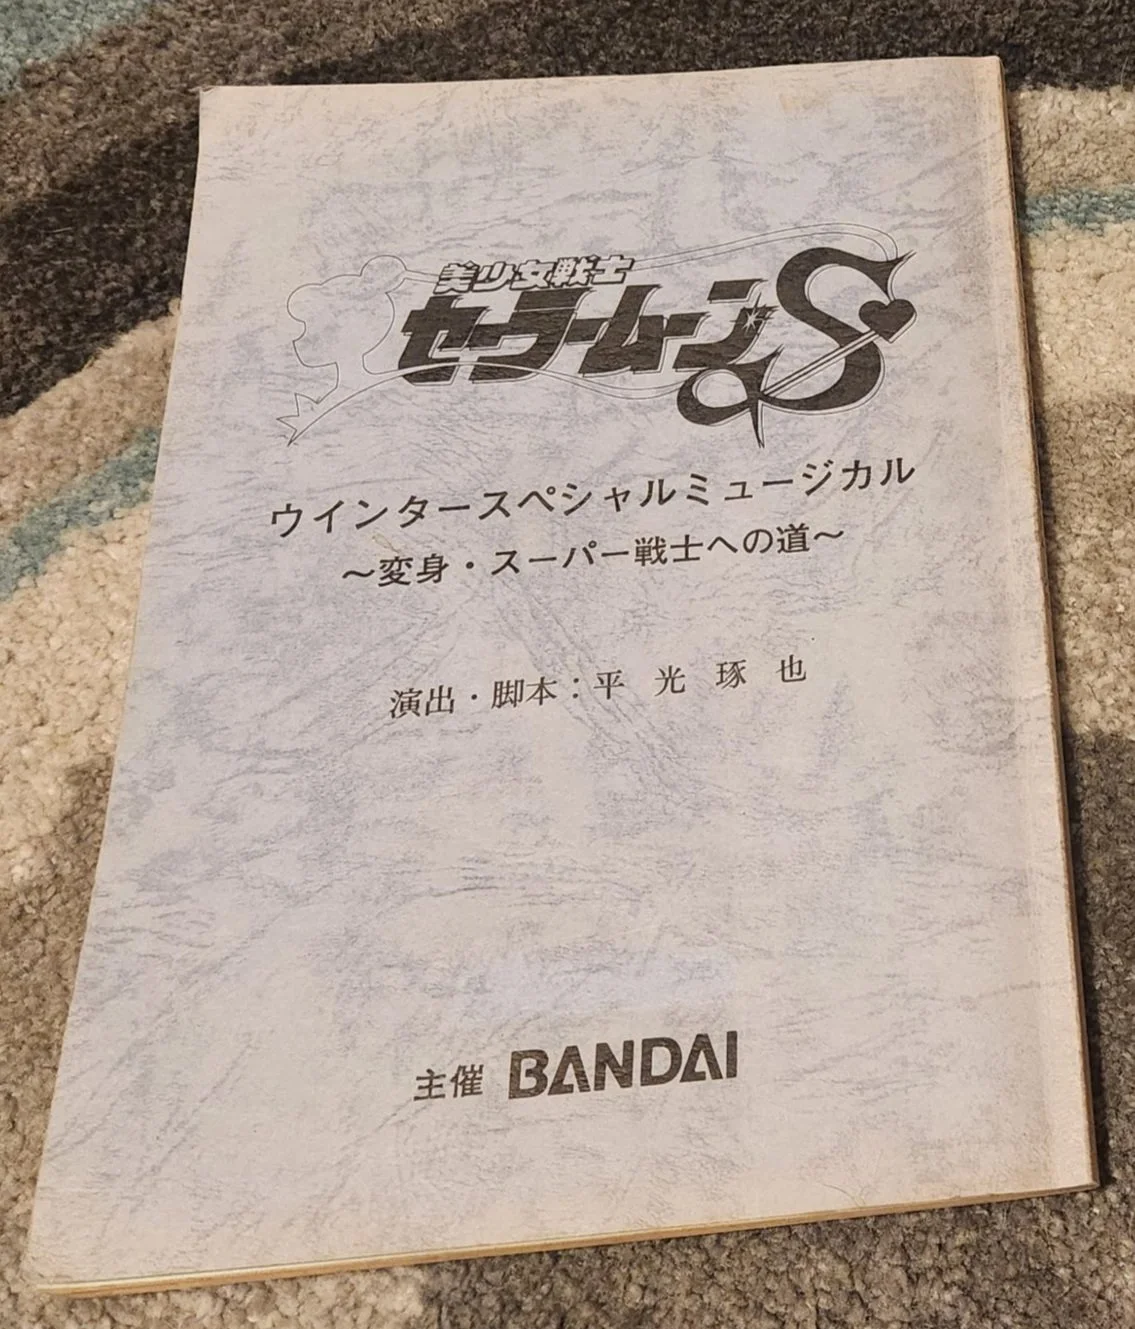 美少女戦士
セーラームーンS
ウインタースペシャルミュージカル
～変身・スーパー戦士への道～
演出・脚本：平光琢也
主催 BANDAI